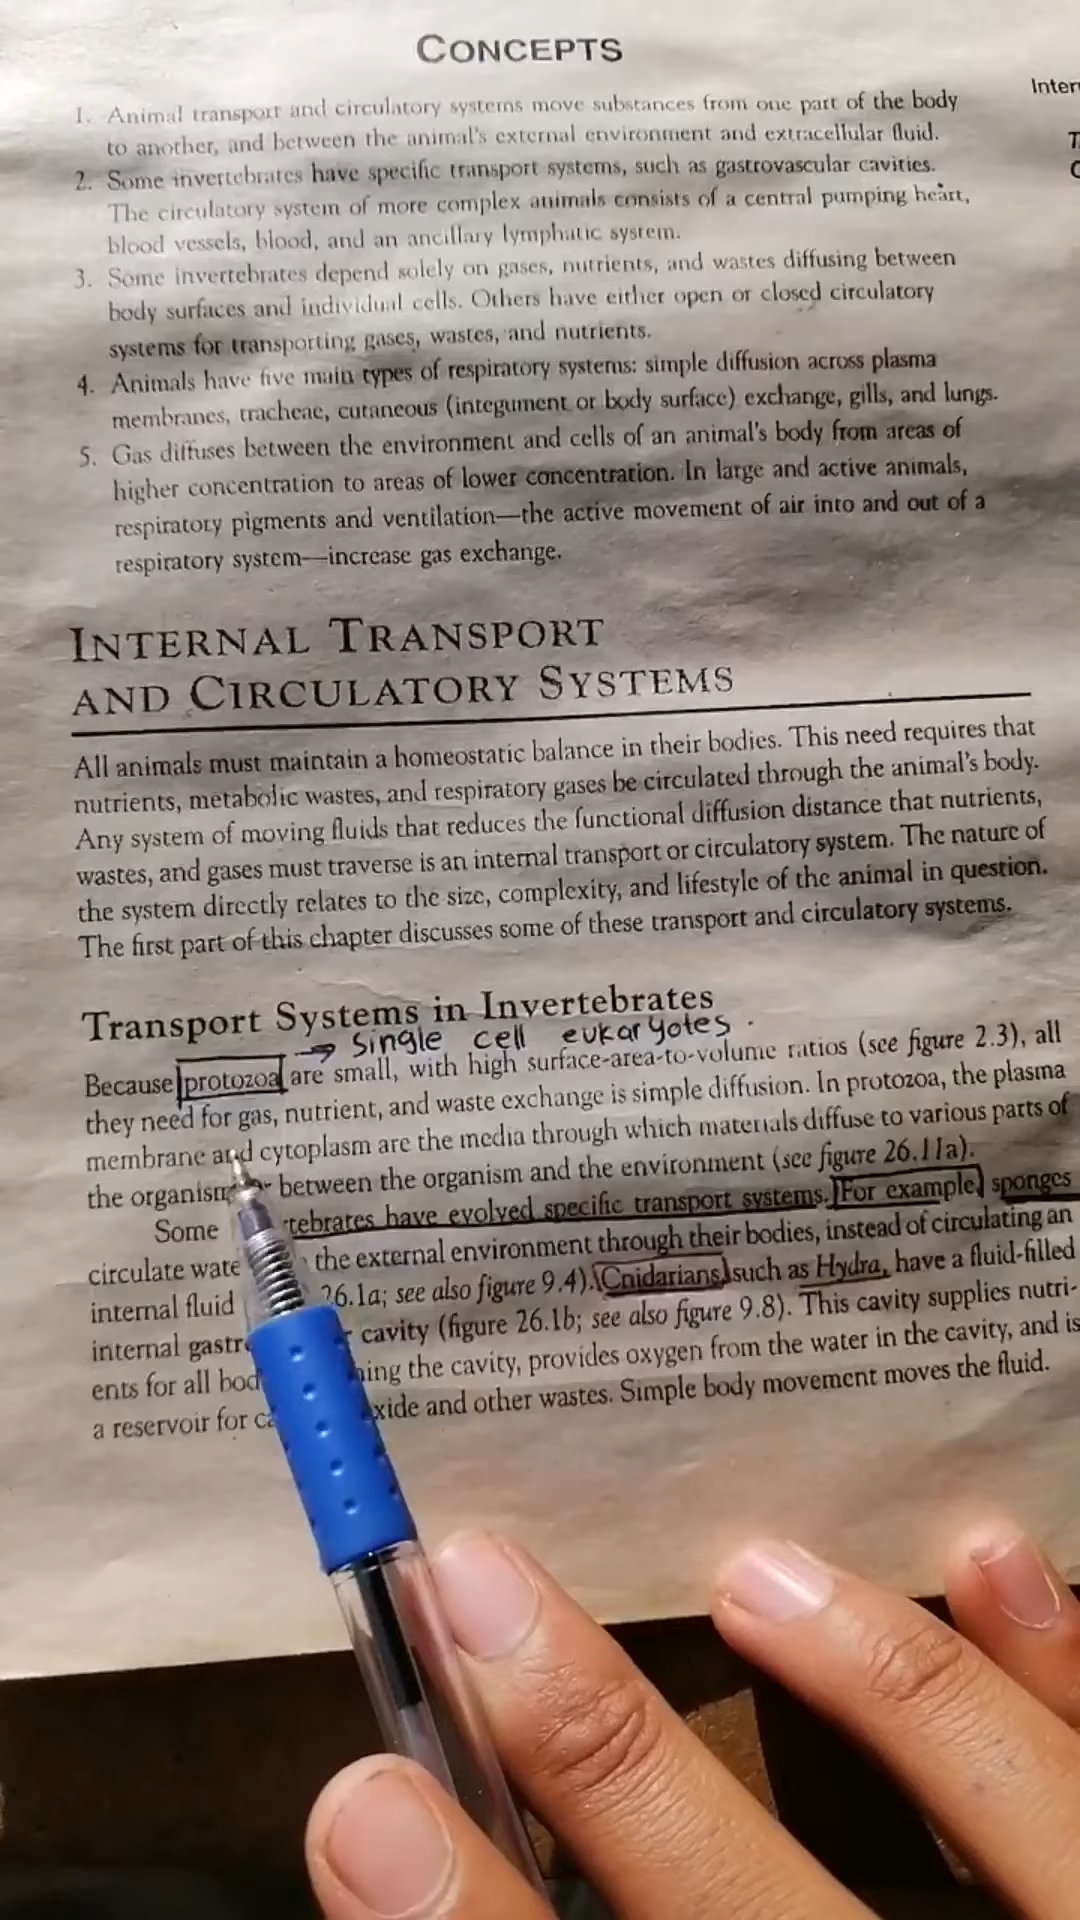 CONCEPTS
Inter
1. Animal transport and circulatory systems move substances from one part of the body
to another, and between the animal's external environment and extracellular fluid.
2. Some invertebrates have specific transport systems, such as gastrovascular cavities.
The circulatory system of more complex animals consists of a central pumping heart,
blood vessels, blood, and an ancillary lymphatic system.
3. Some invertebrates depend solely on gases, nutrients, and wastes diffusing between
body surfaces and individual cells. Others have either open or closed circulatory
systems for transporting gases, wastes, and nutrients.
4. Animals have five main types of respiratory systems: simple diffusion across plasma
membranes, tracheae, cutaneous (integument or body surface) exchange, gills, and lungs.
5. Gas diffuses between the environment and cells of an animal's body from areas of
higher concentration to areas of lower concentration. In large and active animals,
respiratory pigments and ventilation—the active movement of air into and out of a
respiratory system—increase gas exchange.
INTERNAL TRANSPORT
AND CIRCULATORY SYSTEMS
All animals must maintain a homeostatic balance in their bodies. This need requires that
nutrients, metabolic wastes, and respiratory gases be circulated through the animal's body.
Any system of moving fluids that reduces the functional diffusion distance that nutrients,
wastes, and gases must traverse is an internal transport or circulatory system. The nature of
the system directly relates to the size, complexity, and lifestyle of the animal in question.
The first part of this chapter discusses some of these transport and circulatory systems.
Transport Systems in Invertebrates
→ single cell eukaryotes.
Because protozoa are small, with high surface-area-to-volume ratios (see figure 2.3), all
they need for gas, nutrient, and waste exchange is simple diffusion. In protozoa, the plasma
membrane and cytoplasm are the media through which materials diffuse to various parts of
the organism between the organism and the environment (see figure 26.11a).
Some tebrates have evolved specific transport systems. For example, sponges
circulate wate the external environment through their bodies, instead of circulating an
internal fluid 26.1a; see also figure 9.4). Cnidarians, such as Hydra, have a fluid-filled
internal gastr cavity (figure 26.1b; see also figure 9.8). This cavity supplies nutri-
ents for all bod ning the cavity, provides oxygen from the water in the cavity, and is
a reservoir for ca xide and other wastes. Simple body movement moves the fluid.